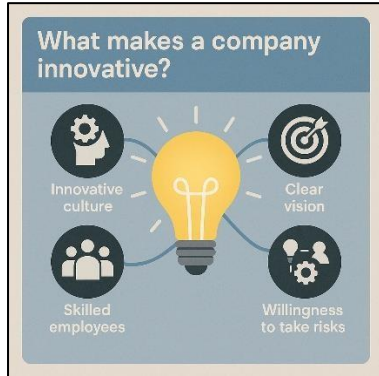 What makes a company
innovative?
Innovative
culture
Clear
vision
Skilled
employees
Willingness
to take risks